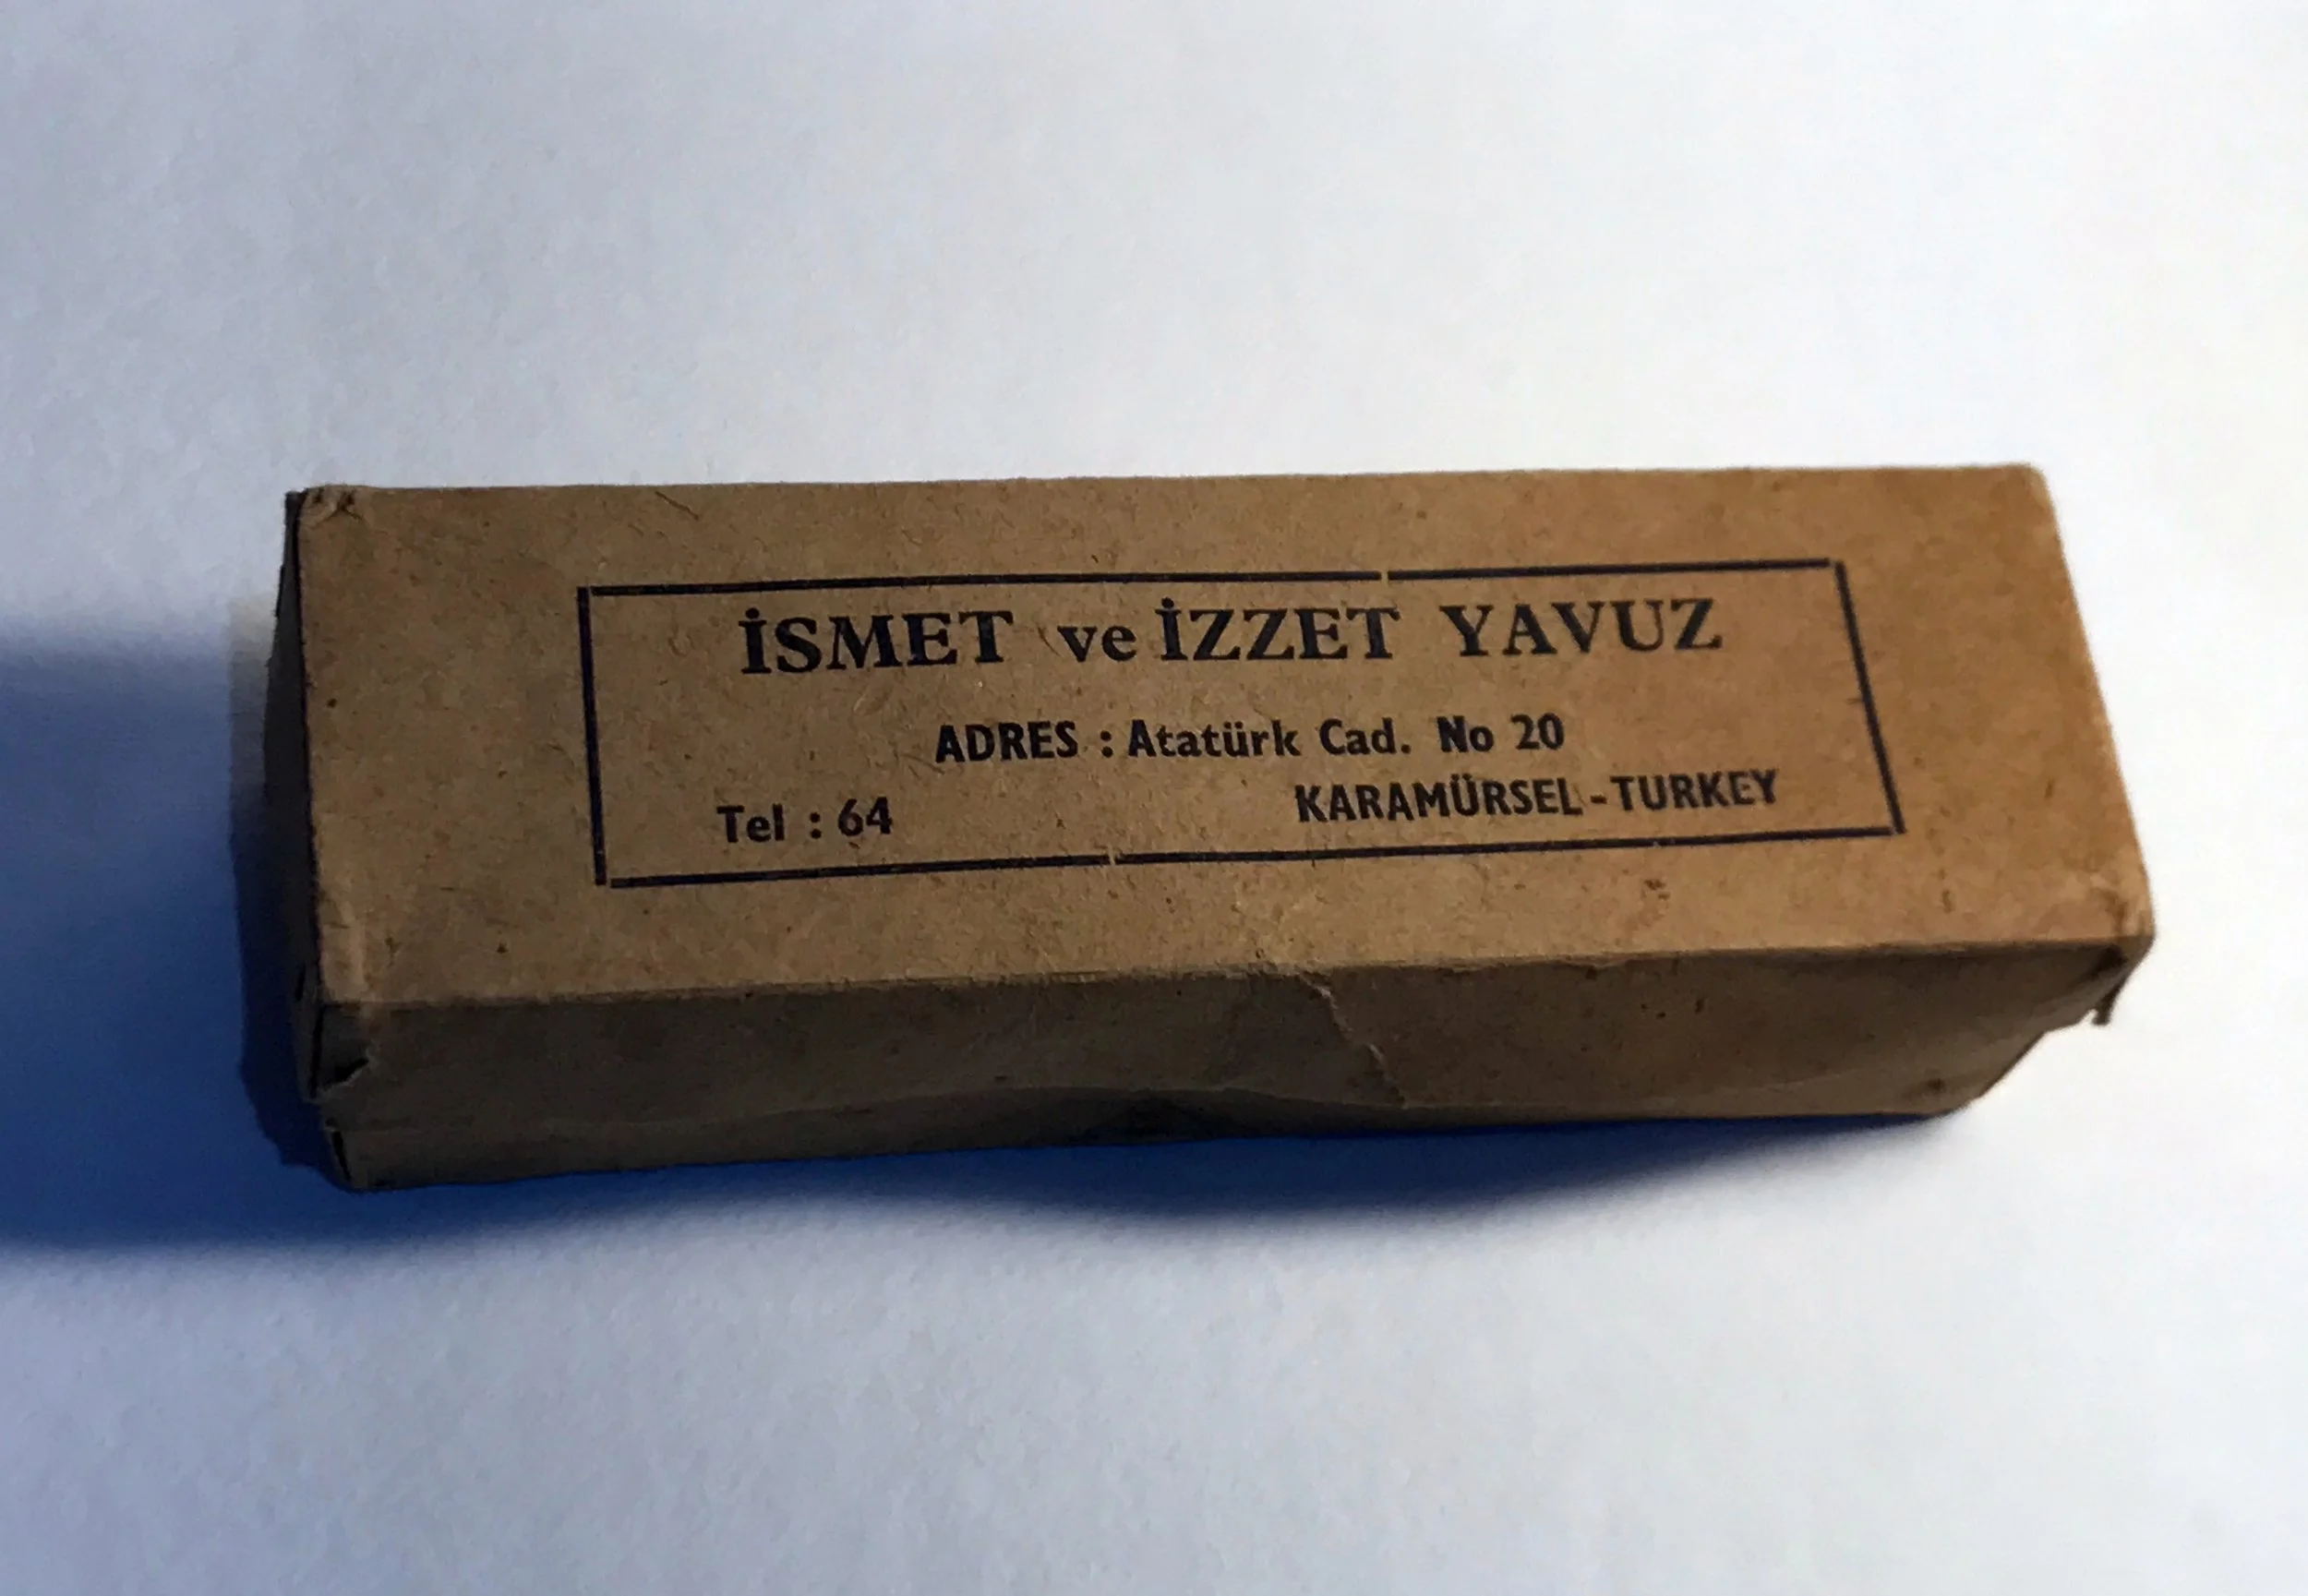 İSMET ve İZZET YAVUZ
ADRES : Atatürk Cad. No 20
Tel : 64 KARAMÜRSEL - TURKEY